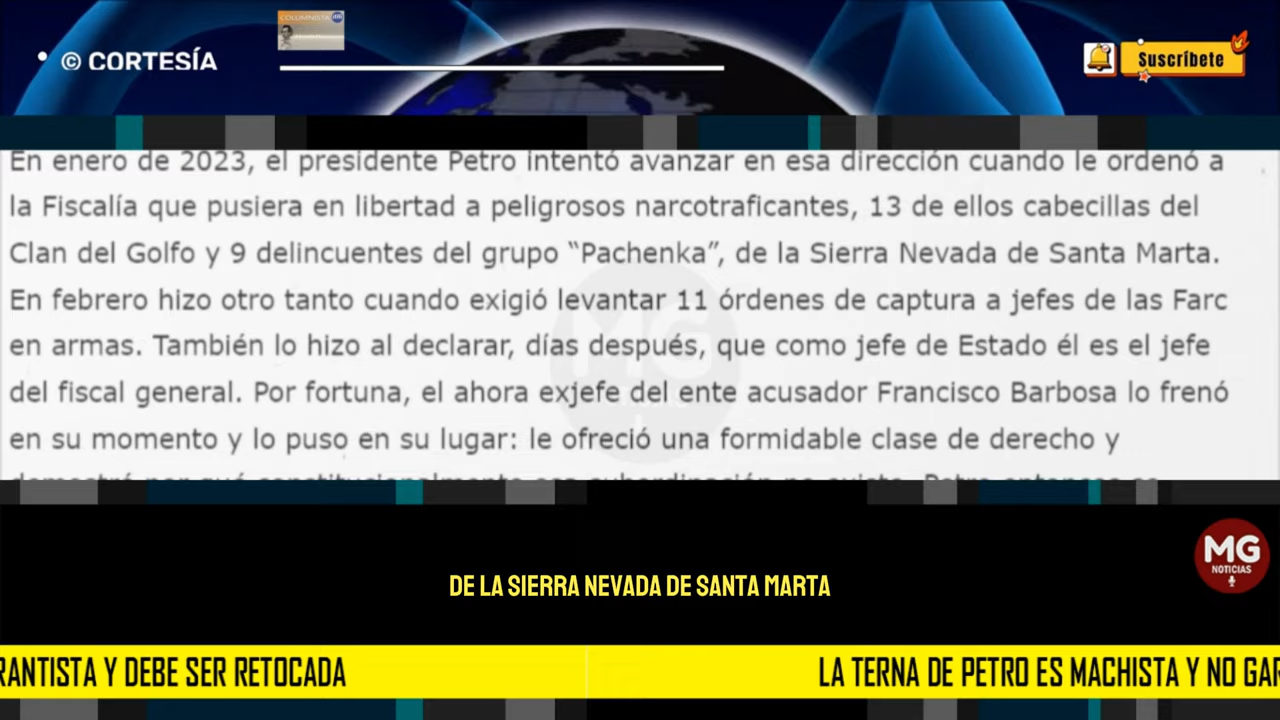 COLUMNISTA
© CORTESÍA
Suscríbete
En enero de 2023, el presidente Petro intentó avanzar en esa dirección cuando le ordenó a
la Fiscalía que pusiera en libertad a peligrosos narcotraficantes, 13 de ellos cabecillas del
Clan del Golfo y 9 delincuentes del grupo “Pachenka”, de la Sierra Nevada de Santa Marta.
En febrero hizo otro tanto cuando exigió levantar 11 órdenes de captura a jefes de las Farc
en armas. También lo hizo al declarar, días después, que como jefe de Estado él es el jefe
del fiscal general. Por fortuna, el ahora exjefe del ente acusador Francisco Barbosa lo frenó
en su momento y lo puso en su lugar: le ofreció una formidable clase de derecho y
MG
NOTICIAS
DE LA SIERRA NEVADA DE SANTA MARTA
RANTISTA Y DEBE SER RETOCADA
LA TERNA DE PETRO ES MACHISTA Y NO GAR